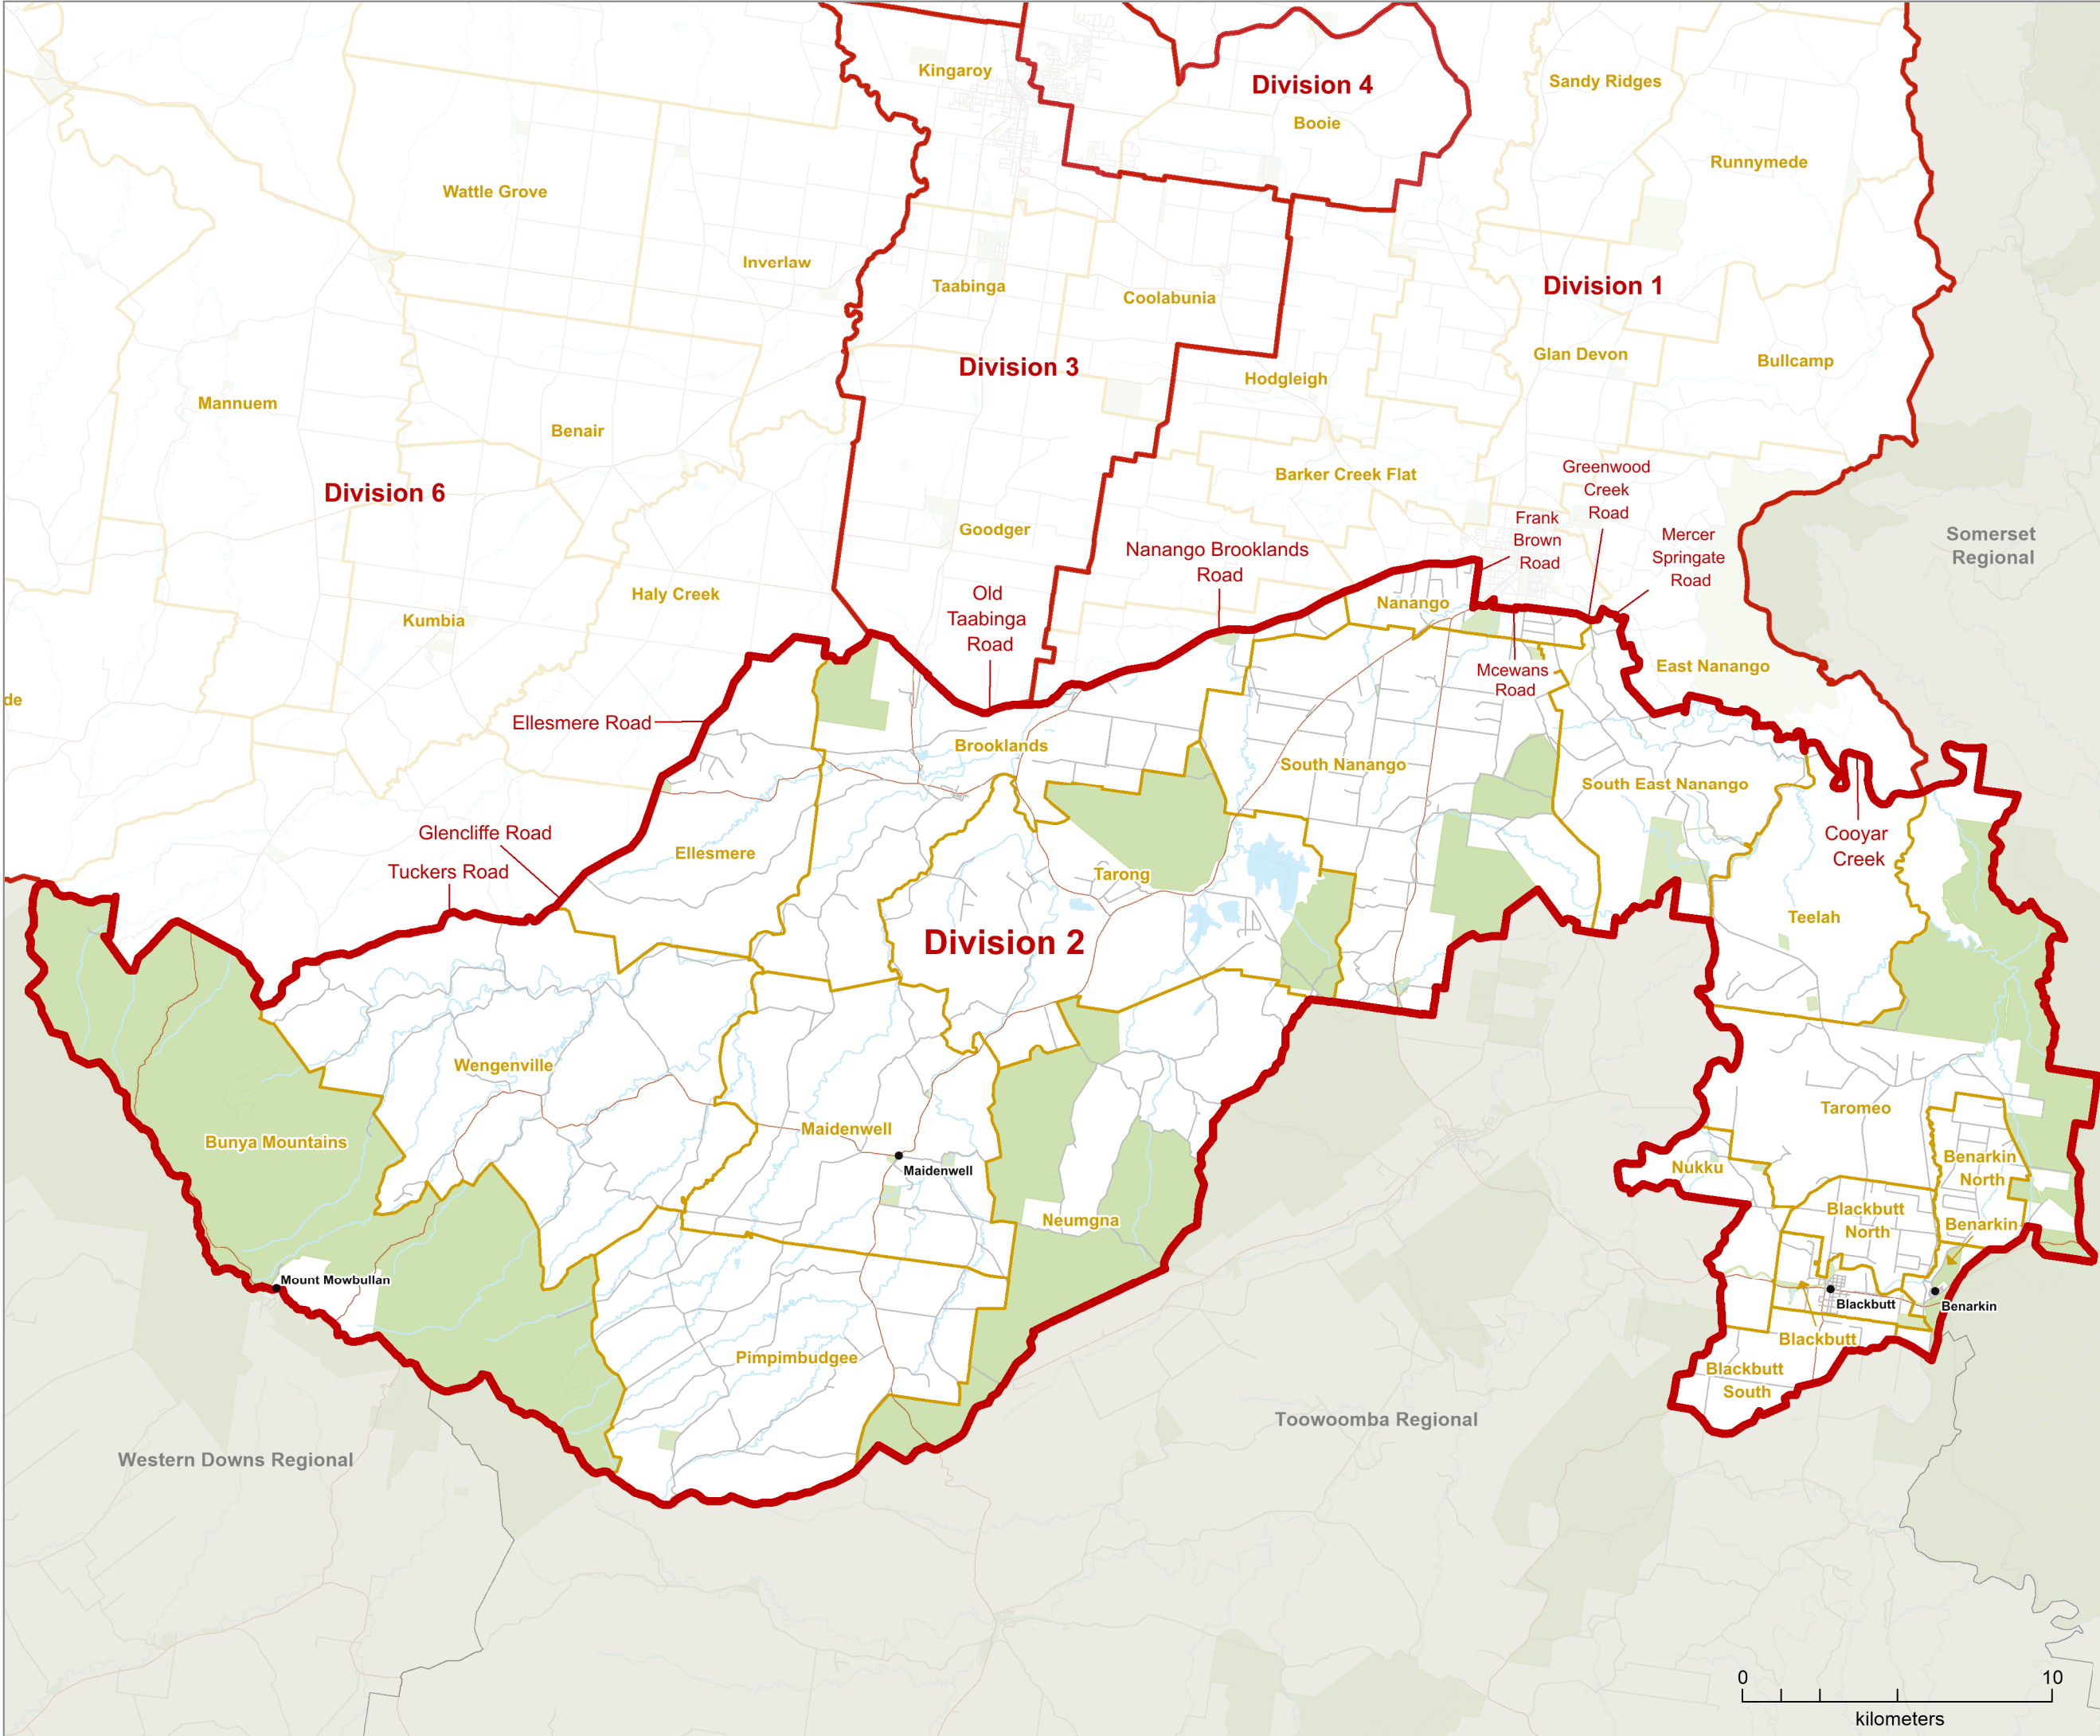 Kingaroy
Division 4
Booie
Sandy Ridges
Runnymede
Wattle Grove
Inverlaw
Taabinga
Coolabunia
Division 1
Division 3
Hodgleigh
Glan Devon
Bullcamp
Mannuem
Benair
Division 6
Barker Creek Flat
Greenwood
Creek
Road
Frank
Brown
Road
Mercer
Springate
Road
Somerset
Regional
Goodger
Nanango Brooklands
Road
Haly Creek
Kumbia
Old
Taabinga
Road
Nanango
Mcewans
Road
East Nanango
de
Ellesmere Road
Brooklands
South Nanango
South East Nanango
Glencliffe Road
Tuckers Road
Ellesmere
Tarong
Cooyar
Creek
Teelah
Division 2
Wengenville
Bunya Mountains
Maidenwell
Maidenwell
Neumgna
Taromeo
Nukku
Benarkin
North
Blackbutt
North
Benarkin
Mount Mowbullan
Blackbutt
Benarkin
Blackbutt
Blackbutt
South
Pimpimbudgee
Toowoomba Regional
Western Downs Regional
0 10
kilometers